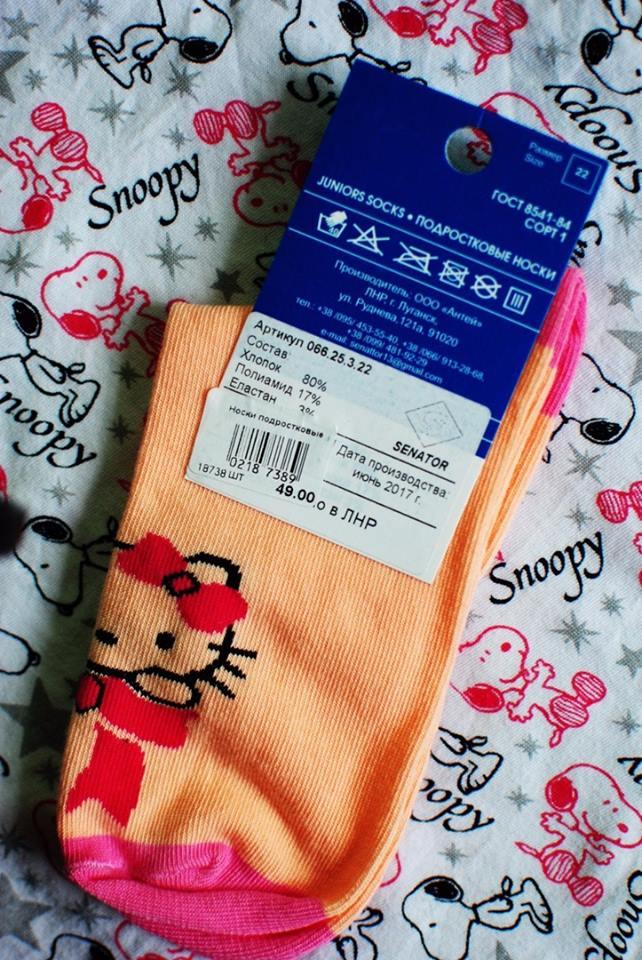 Размер
Size
22
ГОСТ 8541-84
СОРТ 1
JUNIORS SOCKS • ПОДРОСТКОВЫЕ НОСКИ
40
Производитель: ООО «Антей»
ЛНР, г. Луганск,
ул. Руднева,121а, 91020
тел.: +38 /095/ 453-55-40, +38 /066/ 913-28-68,
+38 /099/ 481-92-29
e-mail: senattor13@gmail.com
Артикул 066.25.3.22
Состав:
Хлопок 80%
Полиамид 17%
Еластан 3%
SENATOR
Дата производства:
июнь 2017 г.
Носки подростковые
0218 7389
18738 ШТ
49.00
о в ЛНР
Snoopy
Snoopy
Snoopy
Snoopy
Snoopy